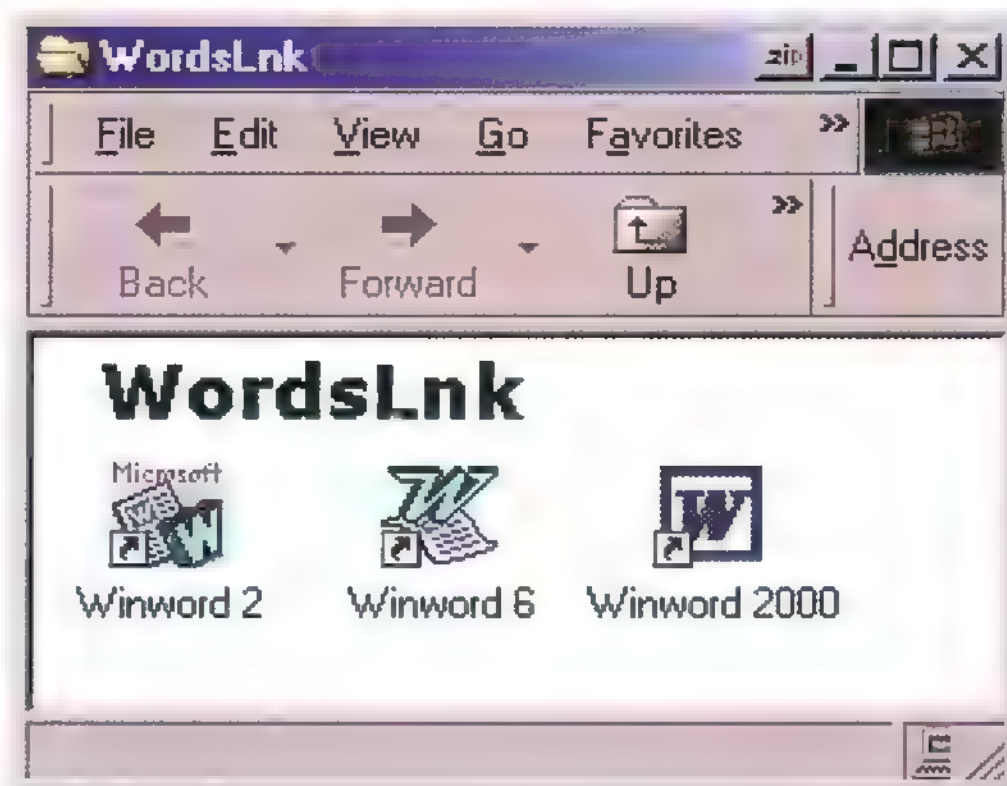 WordsLnk zip
File Edit View Go Favorites »
Back Forward Up » Address
WordsLnk
Microsoft
W W W W
Winword 2 Winword 6 Winword 2000